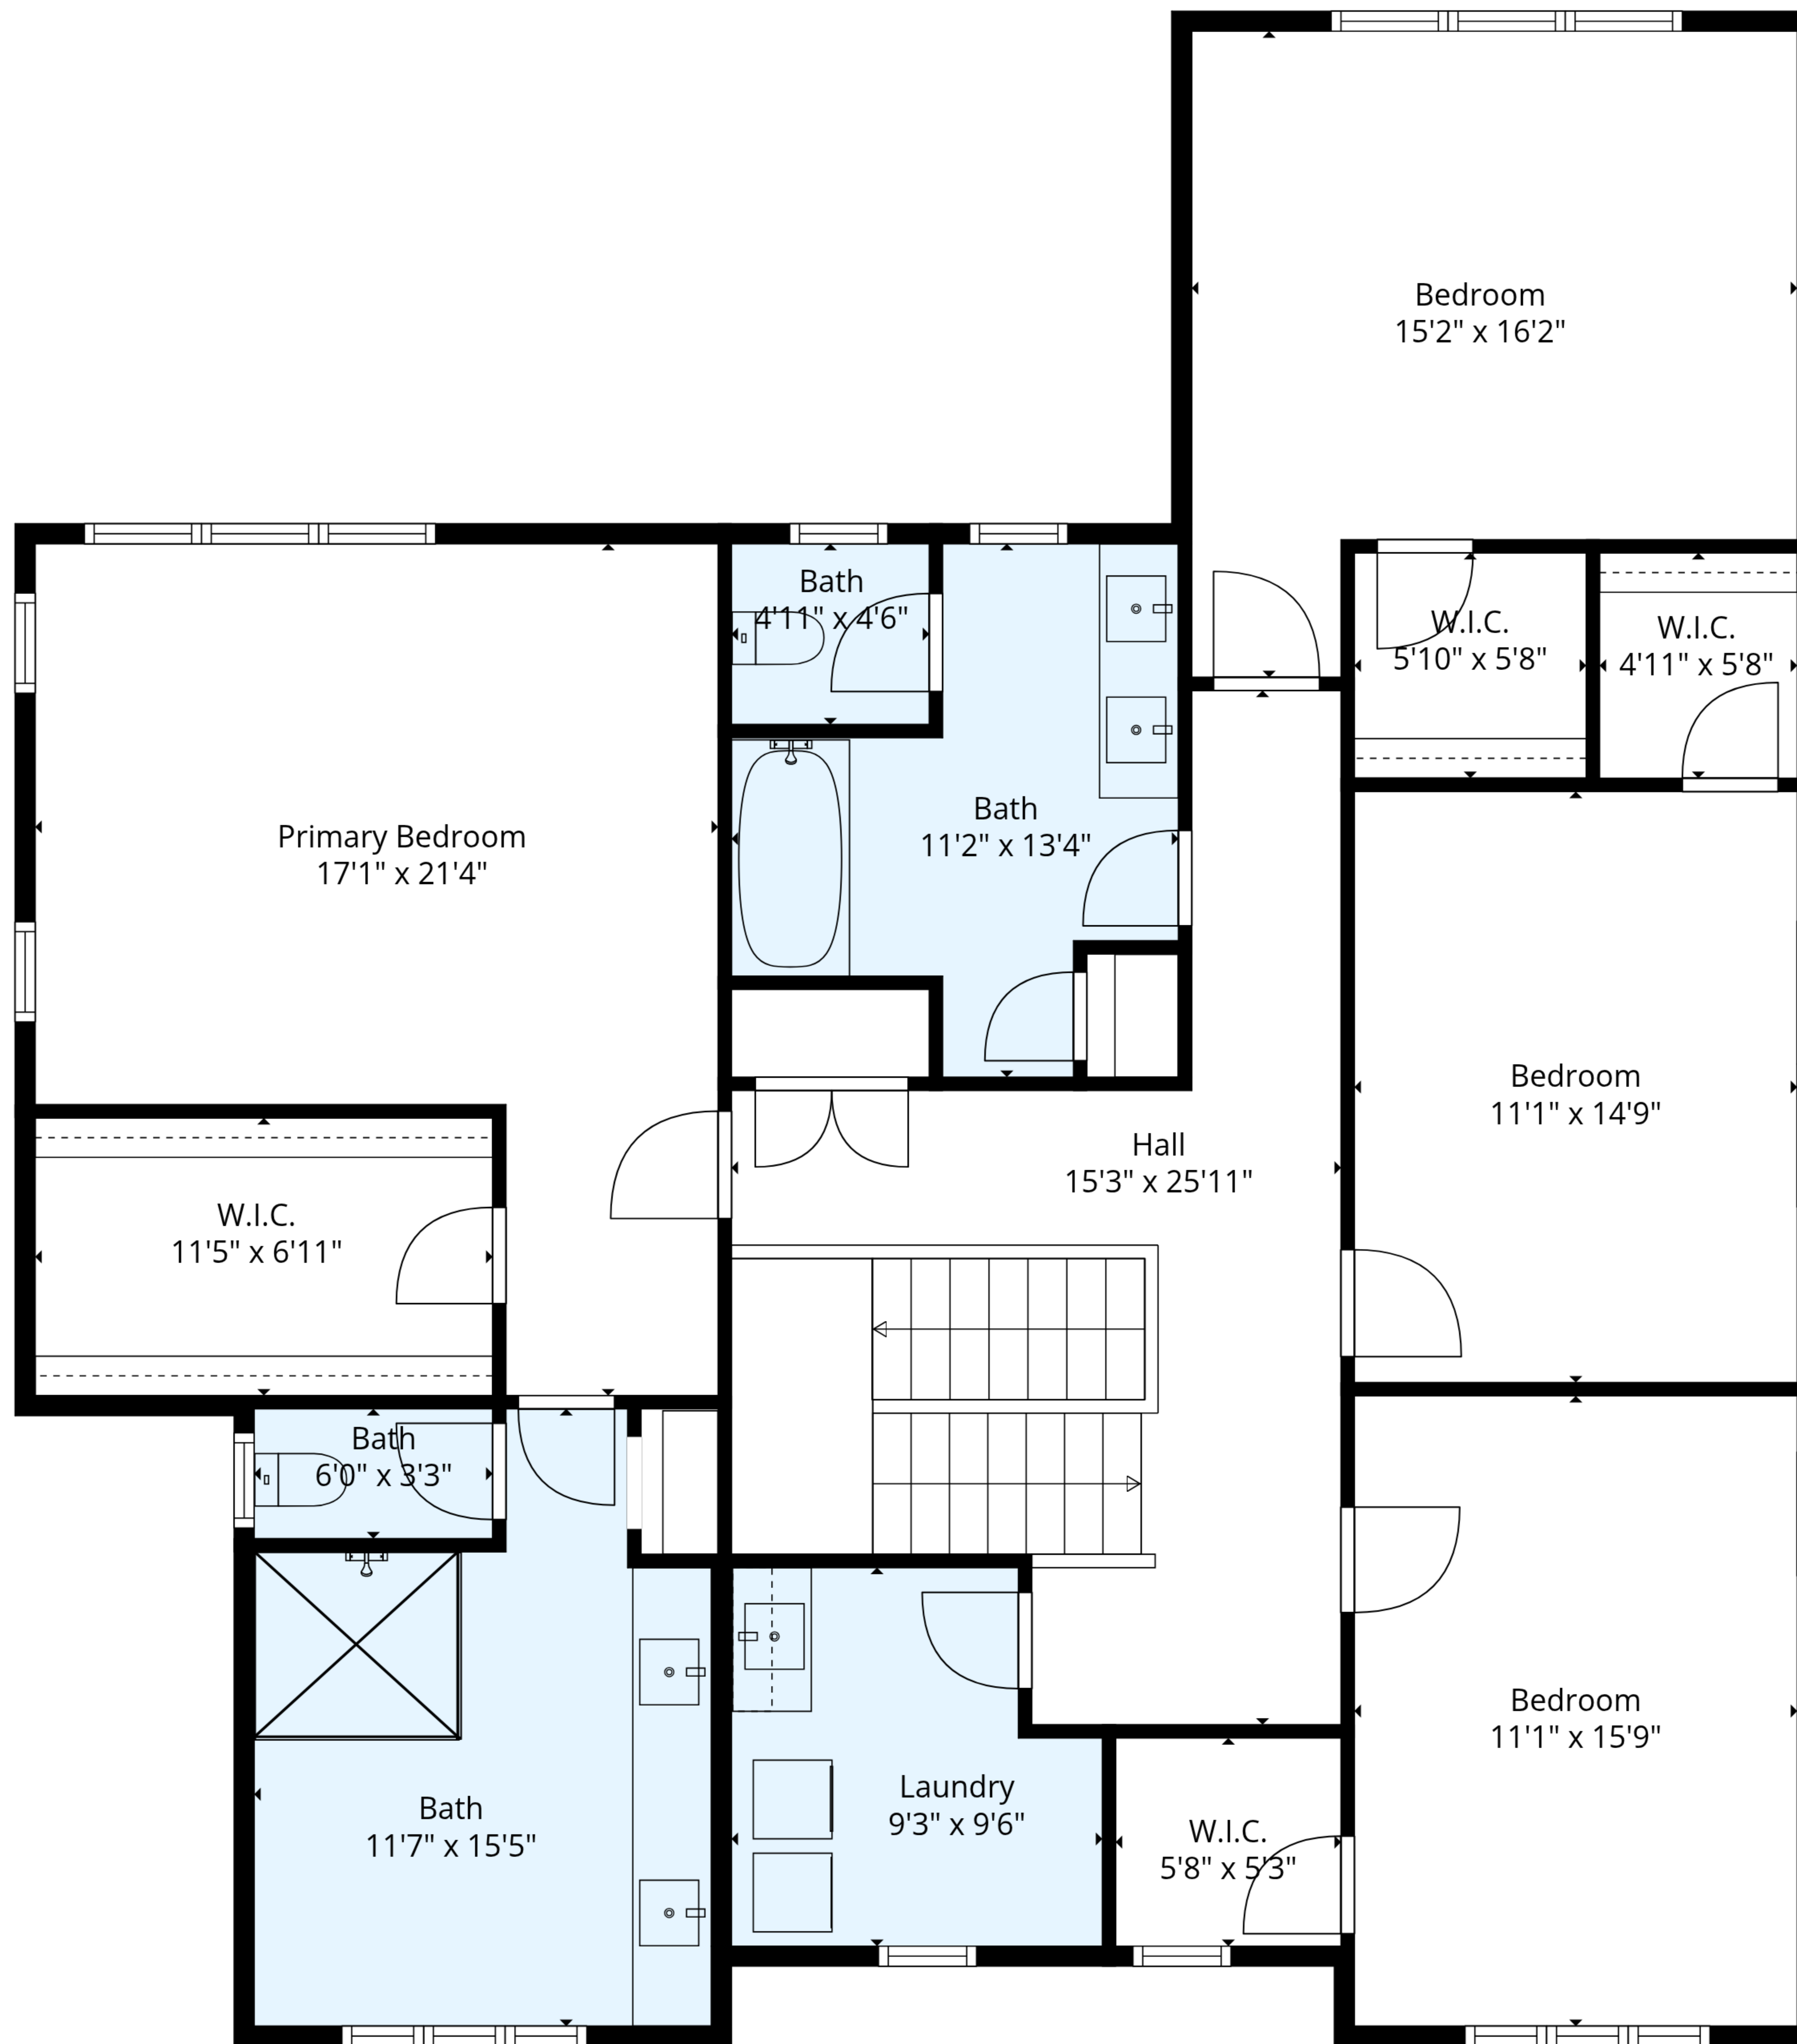 Bedroom
15'2" x 16'2"
Bath
4'11" x 4'6"
W.I.C.
5'10" x 5'8"
W.I.C.
4'11" x 5'8"
Primary Bedroom
17'1" x 21'4"
Bath
11'2" x 13'4"
Bedroom
11'1" x 14'9"
Hall
15'3" x 25'11"
W.I.C.
11'5" x 6'11"
Bath
6'0" x 3'3"
Bedroom
11'1" x 15'9"
Laundry
9'3" x 9'6"
Bath
11'7" x 15'5"
W.I.C.
5'8" x 5'3"